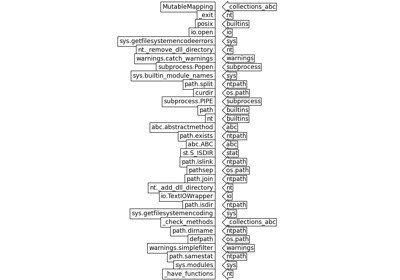 MutableMapping _collections_abc
_exit nt
posix builtins
io.open io
sys.getfilesystemencodeerrors sys
nt._remove_dll_directory nt
warnings.catch_warnings warnings
subprocess.Popen subprocess
sys.builtin_module_names sys
path.split ntpath
curdir os.path
subprocess.PIPE subprocess
path builtins
nt builtins
abc.abstractmethod abc
path.exists ntpath
abc.ABC abc
st.S_ISDIR stat
path.islink ntpath
pathsep os.path
path.join ntpath
nt._add_dll_directory nt
io.TextIOWrapper io
path.isdir ntpath
sys.getfilesystemencoding sys
_check_methods _collections_abc
path.dirname ntpath
defpath os.path
warnings.simplefilter warnings
path.samestat ntpath
sys.modules sys
_have_functions nt